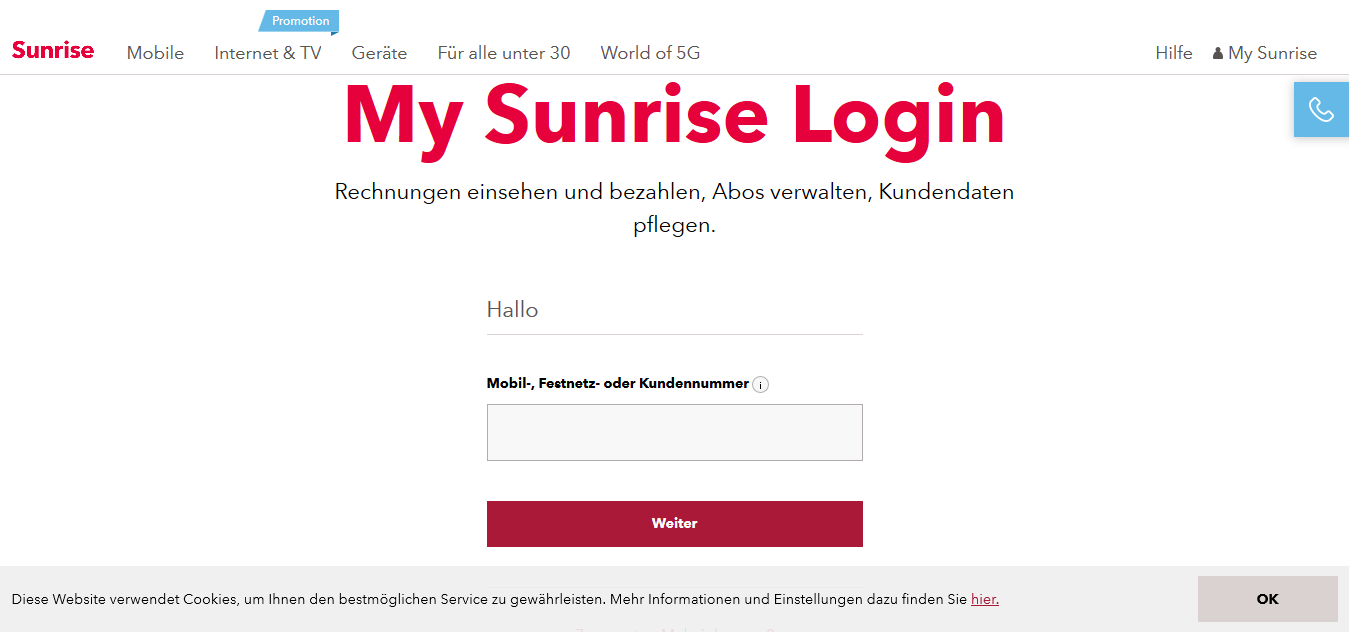 Promotion
Sunrise Mobile Internet & TV Geräte Für alle unter 30 World of 5G Hilfe My Sunrise
My Sunrise Login
Rechnungen einsehen und bezahlen, Abos verwalten, Kundendaten
pflegen.
Hallo
Mobil-, Festnetz- oder Kundennummer i
Weiter
Diese Website verwendet Cookies, um Ihnen den bestmöglichen Service zu gewährleisten. Mehr Informationen und Einstellungen dazu finden Sie hier.
OK